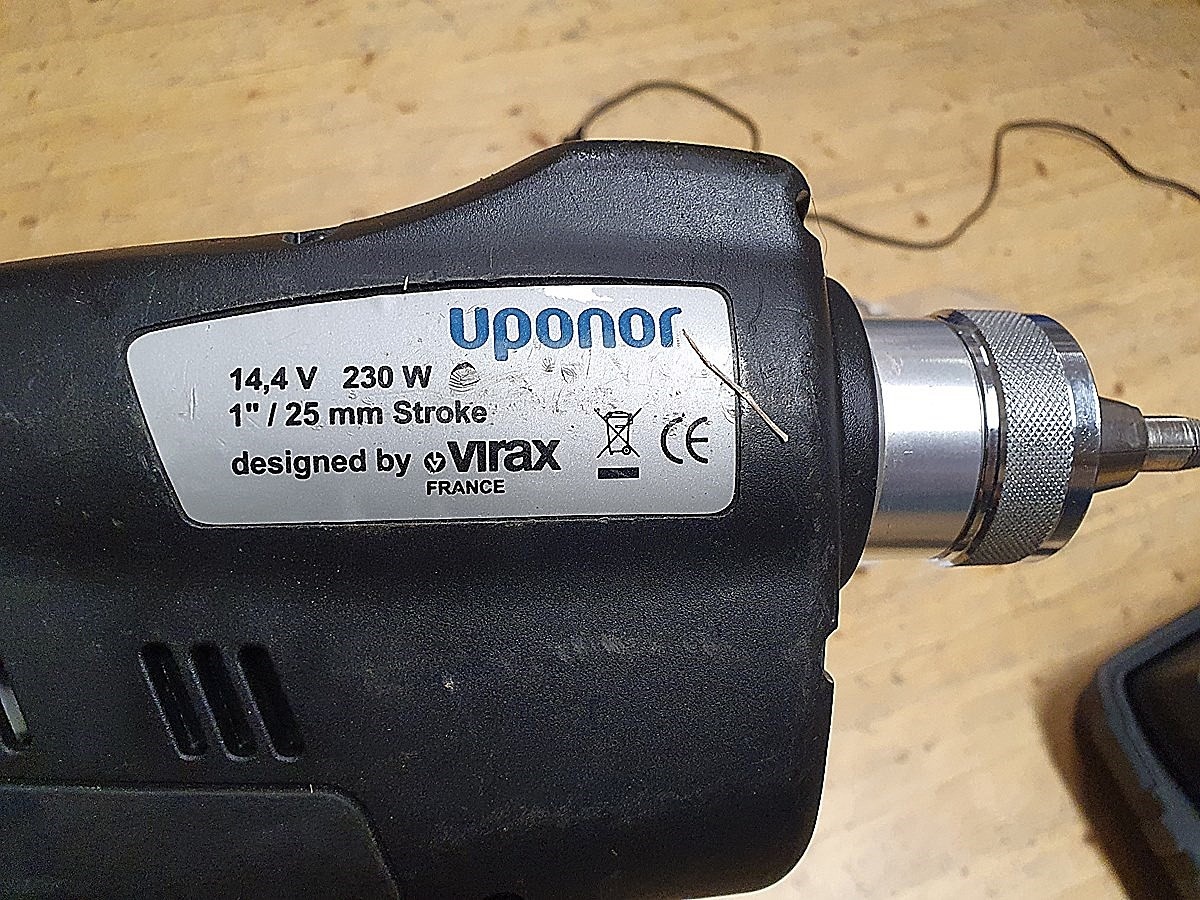 uponor
14,4 V 230 W
1" / 25 mm Stroke
designed by virax
FRANCE
CE